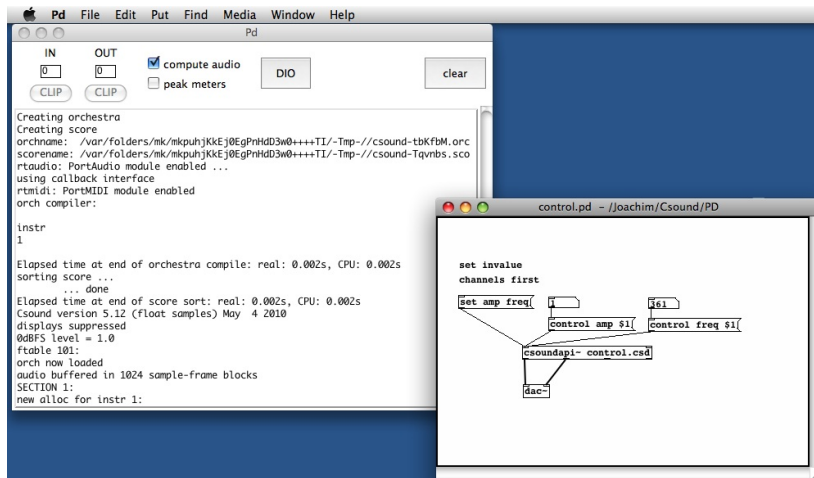 Pd File Edit Put Find Media Window Help
Pd
IN OUT
0 0
compute audio
peak meters
DIO
clear
CLIP CLIP
Creating orchestra
Creating score
orchname:  /var/folders/mk/mkpuhjKkEj0EgPnHdD3w0++++TI/-Tmp-//csound-tbKfbM.orc
scorename: /var/folders/mk/mkpuhjKkEj0EgPnHdD3w0++++TI/-Tmp-//csound-Tqvnbs.sco
rtaudio: PortAudio module enabled ...
using callback interface
rtmidi: PortMIDI module enabled
orch compiler:
instr
1
Elapsed time at end of orchestra compile: real: 0.002s, CPU: 0.002s
sorting score ...
... done
Elapsed time at end of score sort: real: 0.002s, CPU: 0.002s
Csound version 5.12 (float samples) May  4 2010
displays suppressed
0dBFS level = 1.0
ftable 101:
orch now loaded
audio buffered in 1024 sample-frame blocks
SECTION 1:
new alloc for instr 1:
control.pd - /Joachim/Csound/PD
set invalue
channels first
set amp freq 1 361
control amp $1 control freq $1
csoundapi~ control.csd
dac~